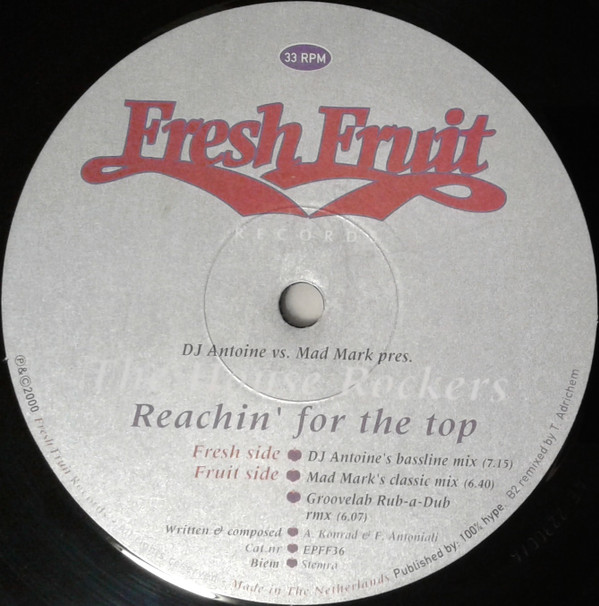 33 RPM
Fresh Fruit
RECORDS
DJ Antoine vs. Mad Mark pres.
The House Rockers
Reachin' for the top
Fresh side DJ Antoine's bassline mix (7.15)
Fruit side Mad Mark's classic mix (6.40)
Groovelab Rub-a-Dub
rmx (6.07)
Written & composed A. Konrad & F. Antoniali
Cat.nr EPFF36
Biem Stemra
℗&©2000 Fresh Fruit Records
Made in The Netherlands Published by: 100% hype. B2 remixed by T. Adrichem